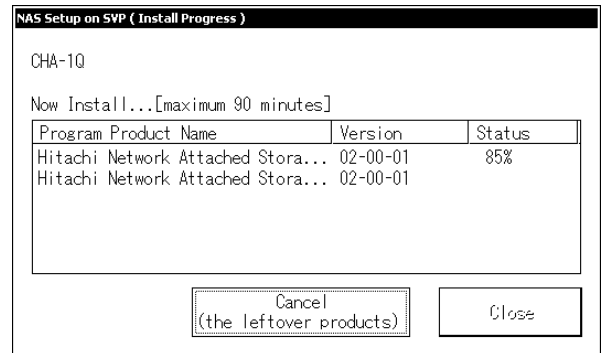 NAS Setup on SVP ( Install Progress )
CHA-1Q
Now Install...[maximum 90 minutes]
Program Product Name Version Status
Hitachi Network Attached Stora... 02-00-01 85%
Hitachi Network Attached Stora... 02-00-01
Cancel
(the leftover products)
Close